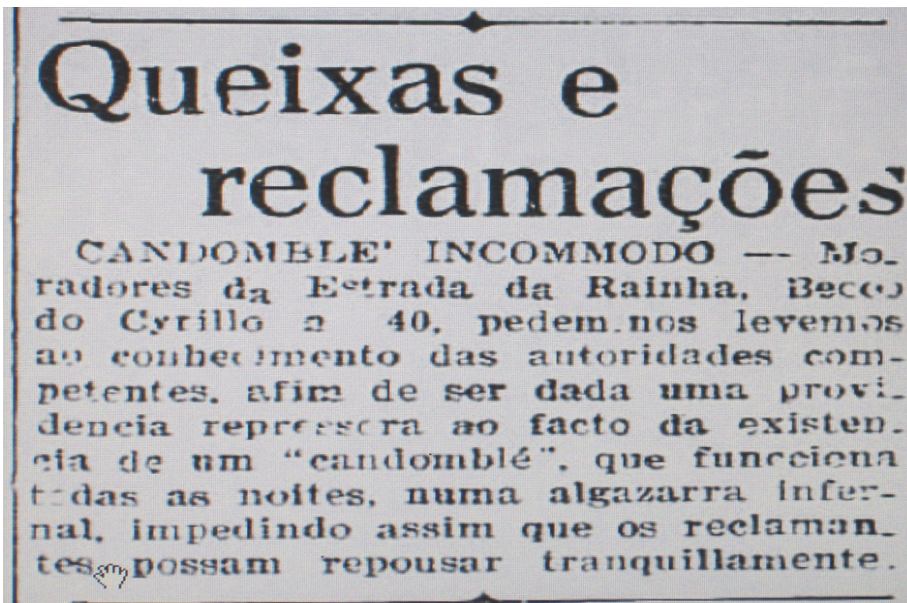 Queixas e
reclamações
CANDOMBLE' INCOMMODO — Mo-
radores da Estrada da Rainha, Becco
do Cyrillo n 40, pedem-nos levemos
ao conhecimento das autoridades com-
petentes, afim de ser dada uma provi-
dencia repressora ao facto da existen-
cia de um "candomblé", que funcciona
todas as noites, numa algazarra infer-
nal, impedindo assim que os reclaman-
tes possam repousar tranquillamente.